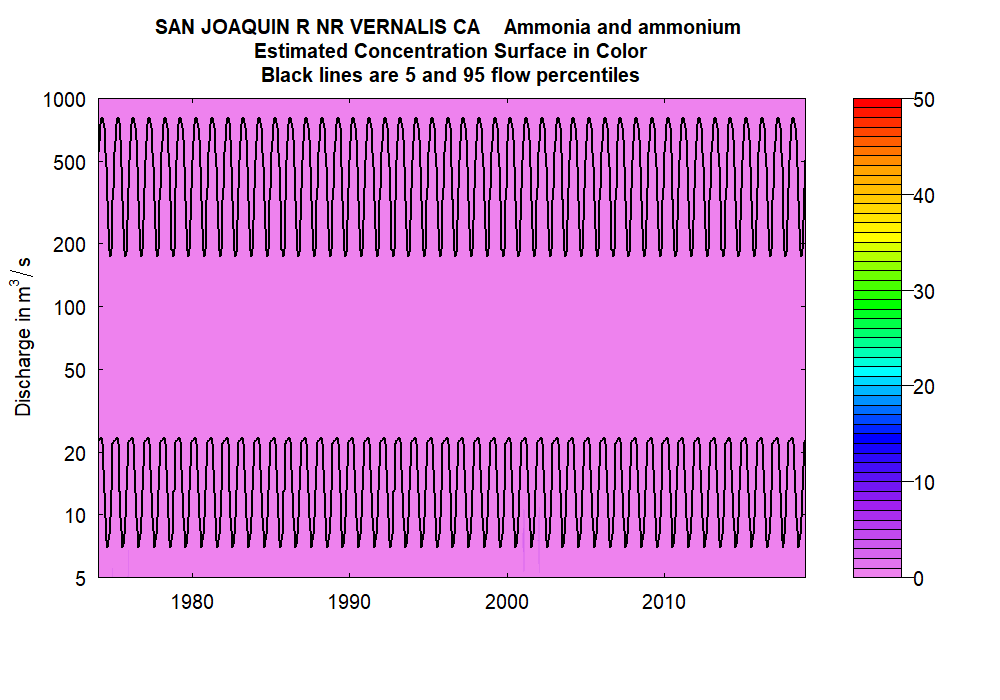 SAN JOAQUIN R NR VERNALIS CA Ammonia and ammonium
Estimated Concentration Surface in Color
Black lines are 5 and 95 flow percentiles
Discharge in m³/ s
1000
500
200
100
50
20
10
5
1980 1990 2000 2010
50
40
30
20
10
0